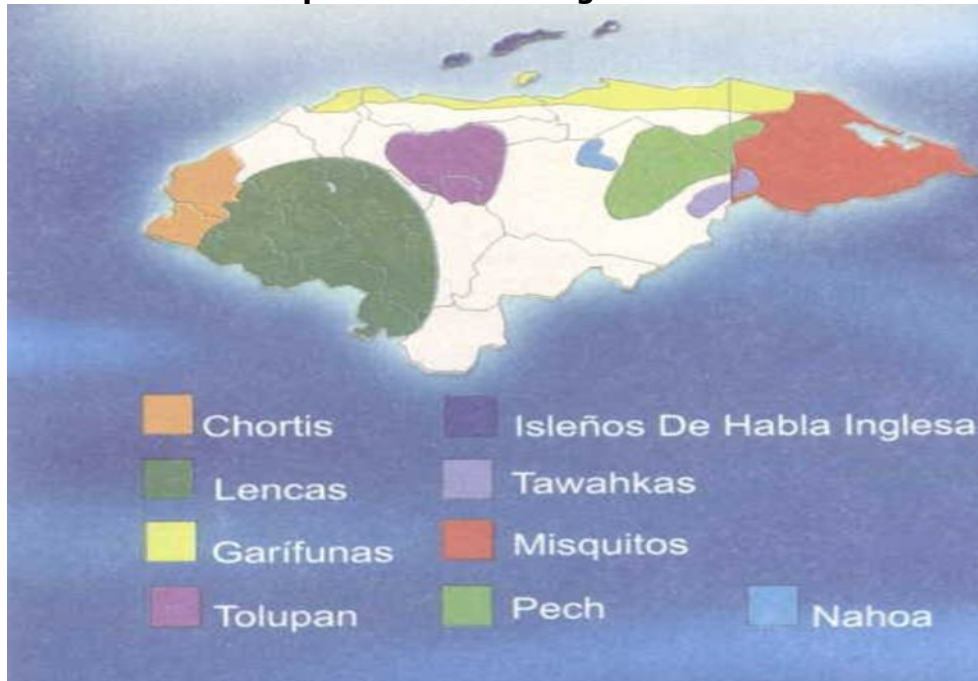 Chortis
Isleños De Habla Inglesa
Lencas
Tawahkas
Garífunas
Misquitos
Tolupan
Pech
Nahoa